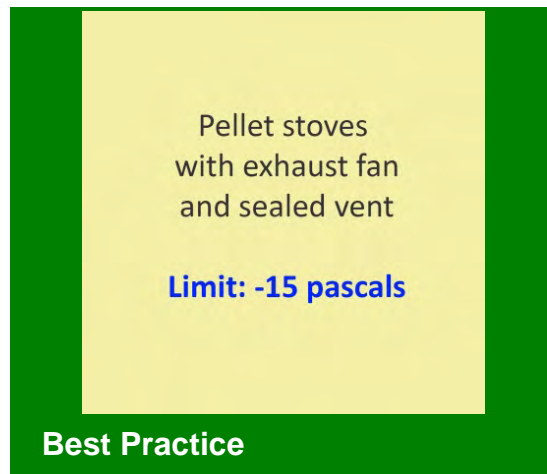 Pellet stoves
with exhaust fan
and sealed vent
Limit: -15 pascals
Best Practice